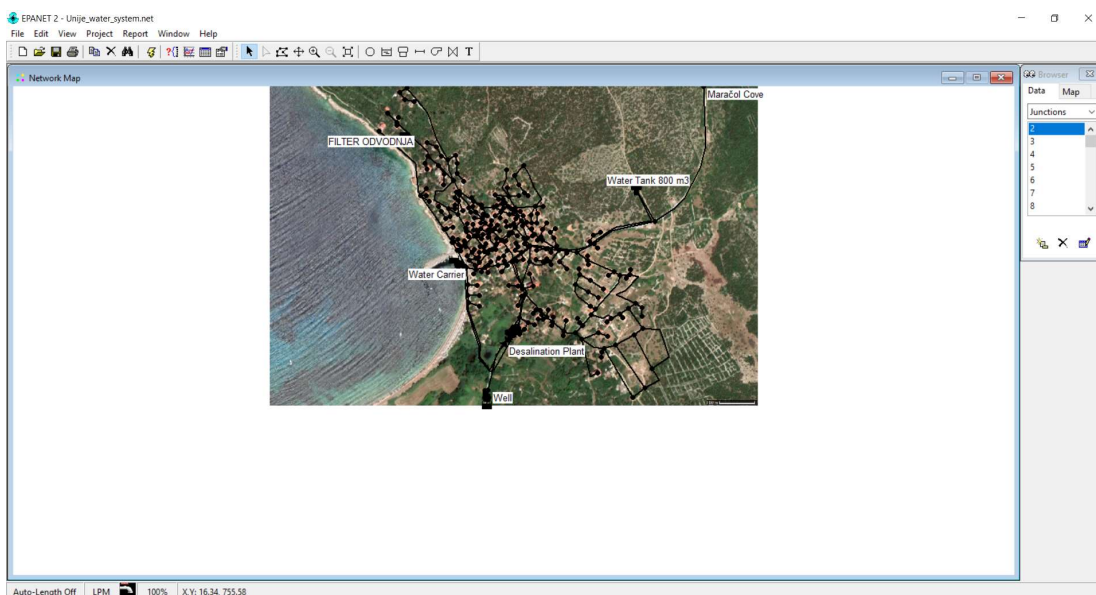 EPANET 2 - Unije_water_system.net
File Edit View Project Report Window Help
T
Network Map
Browser
Data Map
Junctions
2
3
4
5
6
7
8
Maračol Cove
FILTER ODVODNJA
Water Tank 800 m3
Water Carrier
Desalination Plant
Well
Auto-Length Off LPM 100% X,Y: 16.34, 755.58